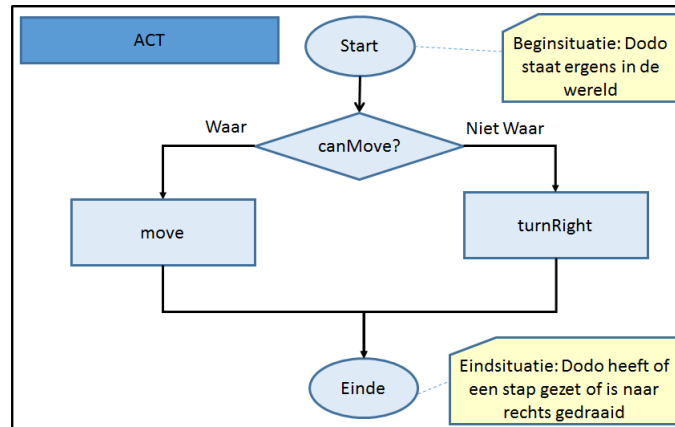 ACT
Start
Beginsituatie: Dodo
staat ergens in de
wereld
Waar
canMove?
Niet Waar
move
turnRight
Einde
Eindsituatie: Dodo heeft of
een stap gezet of is naar
rechts gedraaid